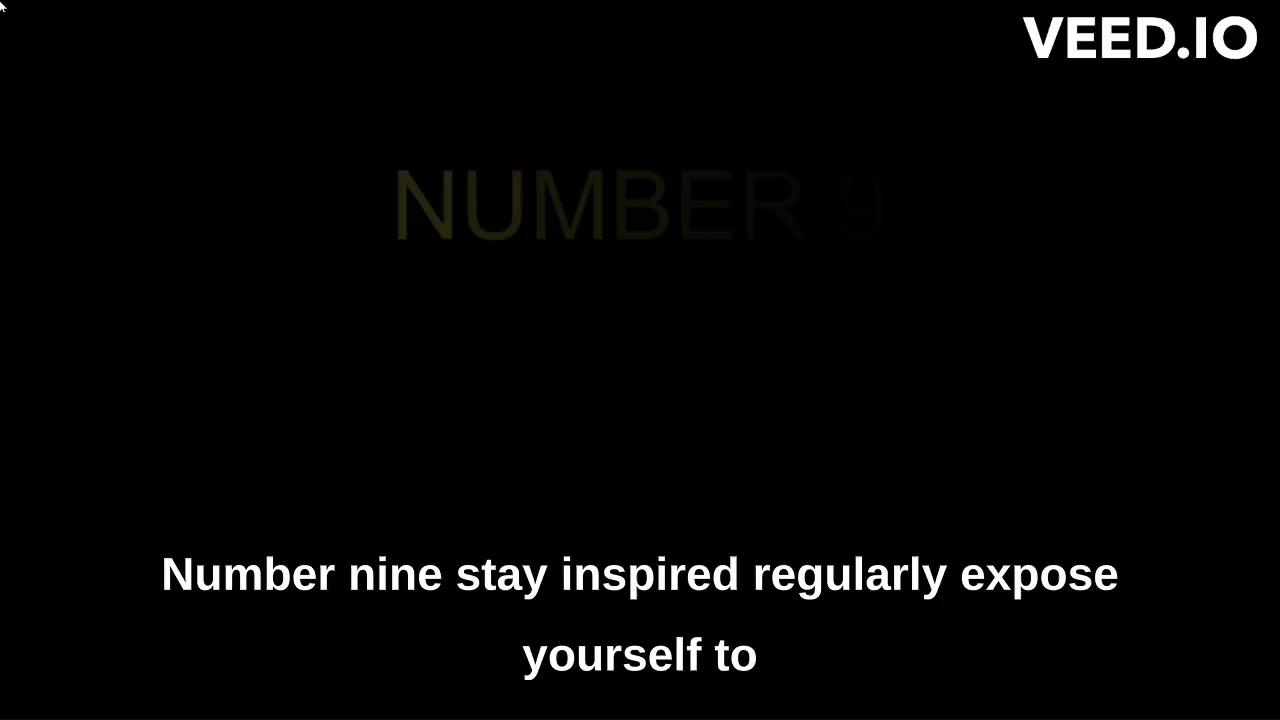 VEED.IO
NUMBER 9
Number nine stay inspired regularly expose
yourself to